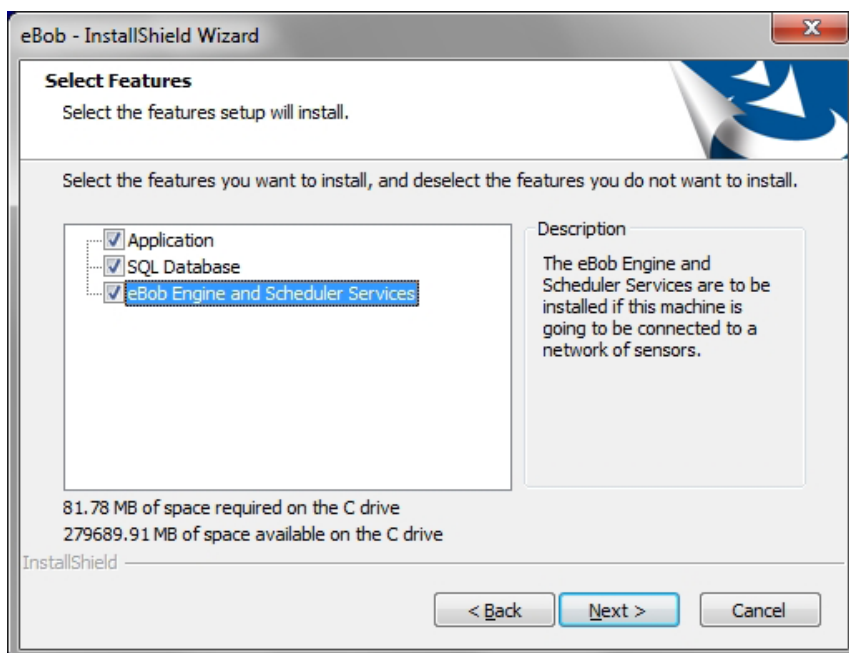 eBob - InstallShield Wizard
Select Features
Select the features setup will install.
Select the features you want to install, and deselect the features you do not want to install.
Application
SQL Database
eBob Engine and Scheduler Services
Description
The eBob Engine and
Scheduler Services are to be
installed if this machine is
going to be connected to a
network of sensors.
81.78 MB of space required on the C drive
279689.91 MB of space available on the C drive
InstallShield
< Back
Next >
Cancel